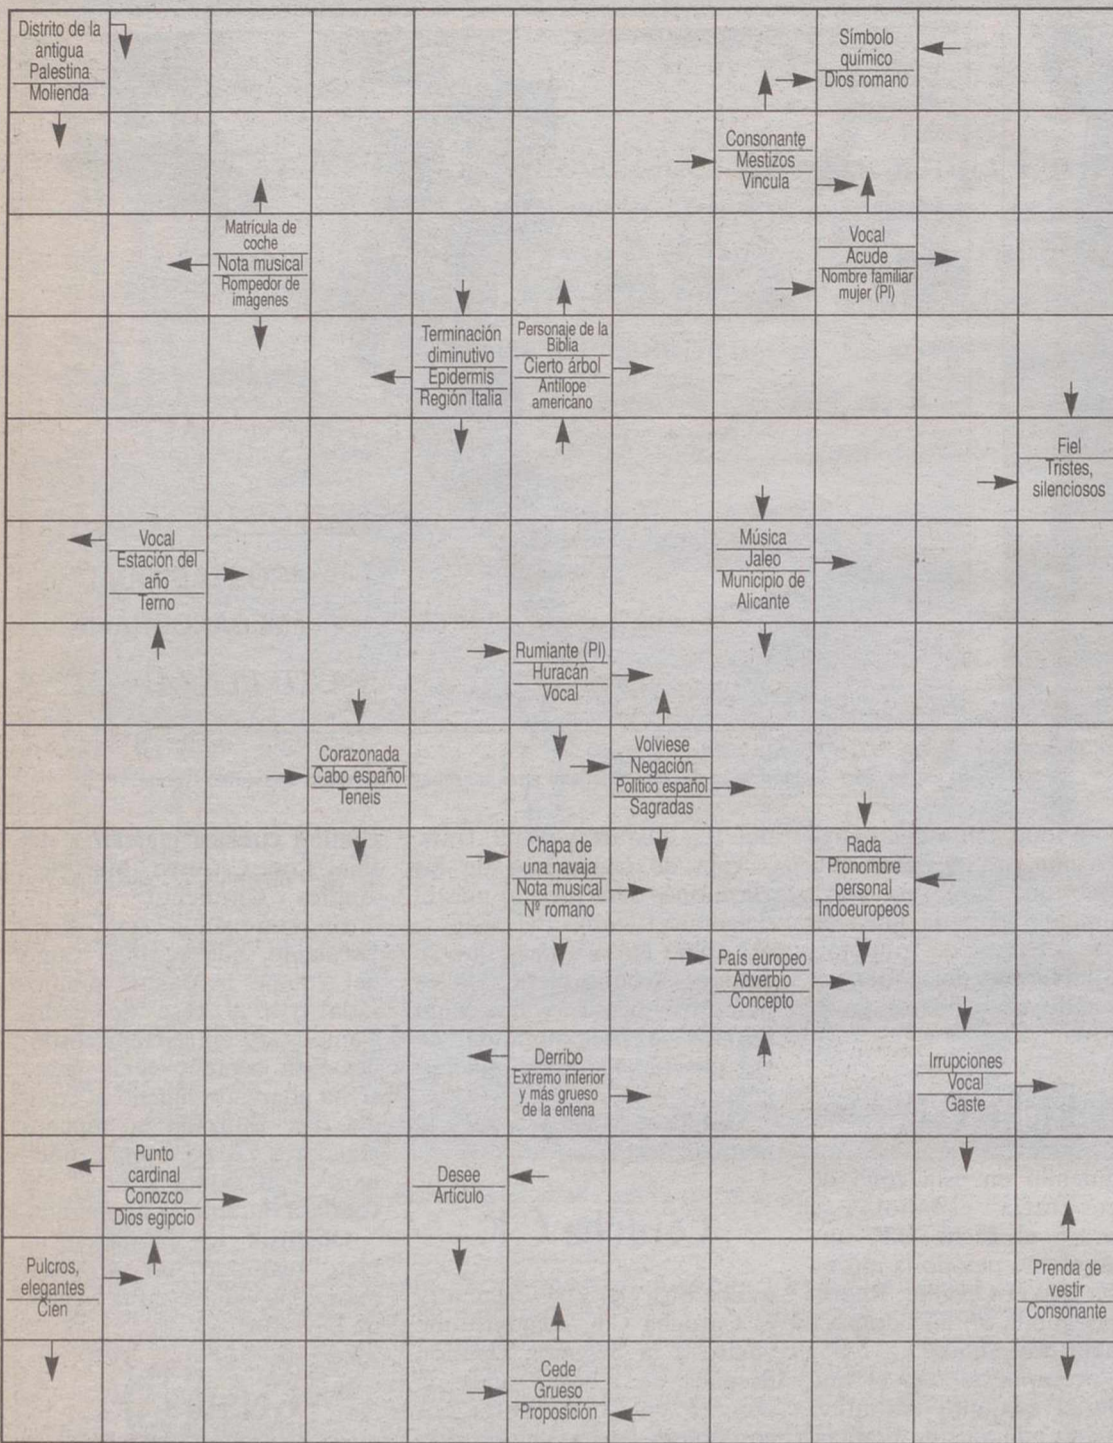 Distrito de la
antigua
Palestina
Molienda
Símbolo
químico
Dios romano
Consonante
Mestizos
Vincula
Matrícula de
coche
Nota musical
Rompedor de
imágenes
Vocal
Acude
Nombre familiar
mujer (Pl)
Terminación
diminutivo
Epidermis
Región Italia
Personaje de la
Biblia
Cierto árbol
Antílope
americano
Fiel
Tristes,
silenciosos
Vocal
Estación del
año
Terno
Música
Jaleo
Municipio de
Alicante
Rumiante (Pl)
Huracán
Vocal
Corazonada
Cabo español
Teneis
Volviese
Negación
Político español
Sagradas
Chapa de
una navaja
Nota musical
Nº romano
Rada
Pronombre
personal
Indoeuropeos
País europeo
Adverbio
Concepto
Derribo
Extremo inferior
y más grueso
de la entena
Irrupciones
Vocal
Gaste
Punto
cardinal
Conozco
Dios egipcio
Desee
Artículo
Pulcros,
elegantes
Cien
Prenda de
vestir
Consonante
Cede
Grueso
Proposición